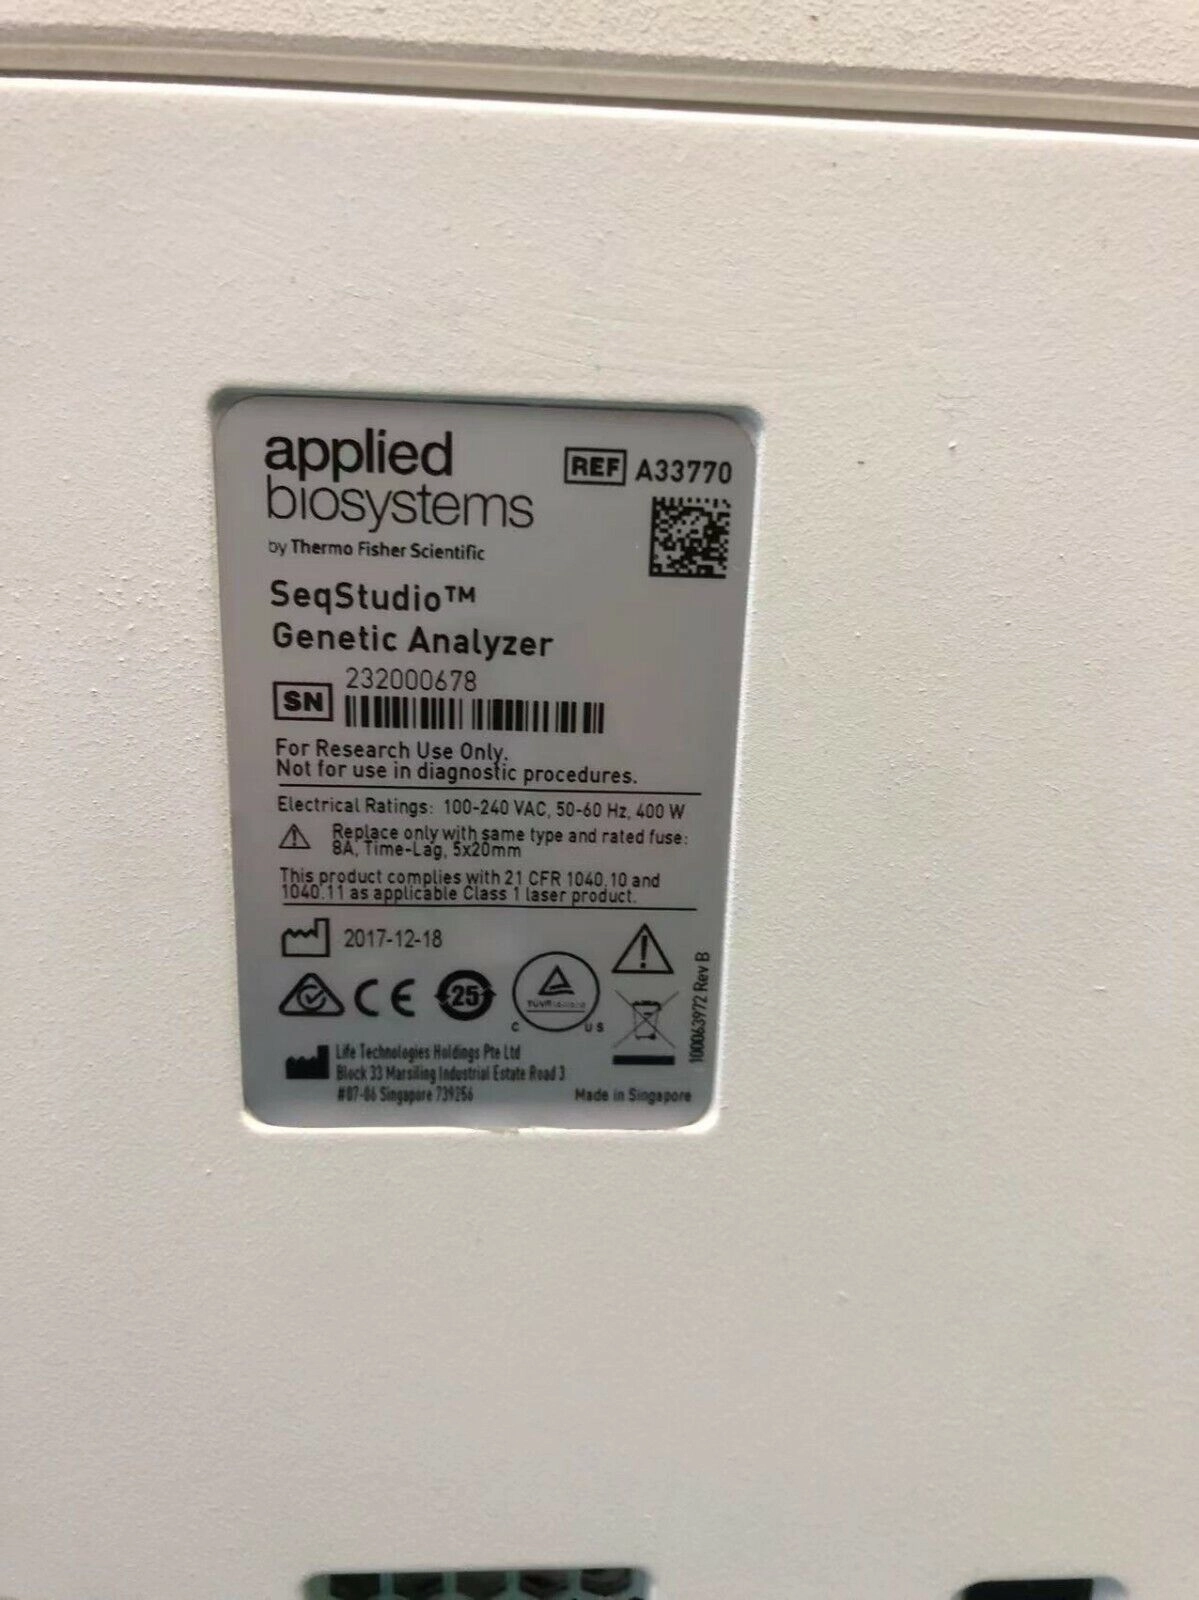 applied
biosystems
by Thermo Fisher Scientific
REF A33770
SeqStudio™
Genetic Analyzer
SN 232000678
For Research Use Only.
Not for use in diagnostic procedures.
Electrical Ratings: 100-240 VAC, 50-60 Hz, 400 W
Replace only with same type and rated fuse:
8A, Time-Lag, 5x20mm
This product complies with 21 CFR 1040.10 and
1040.11 as applicable Class 1 laser product.
2017-12-18
CE
25
C US
100063972 Rev B
Life Technologies Holdings Pte Ltd
Block 33 Marsiling Industrial Estate Road 3
#07-06 Singapore 739256
Made in Singapore